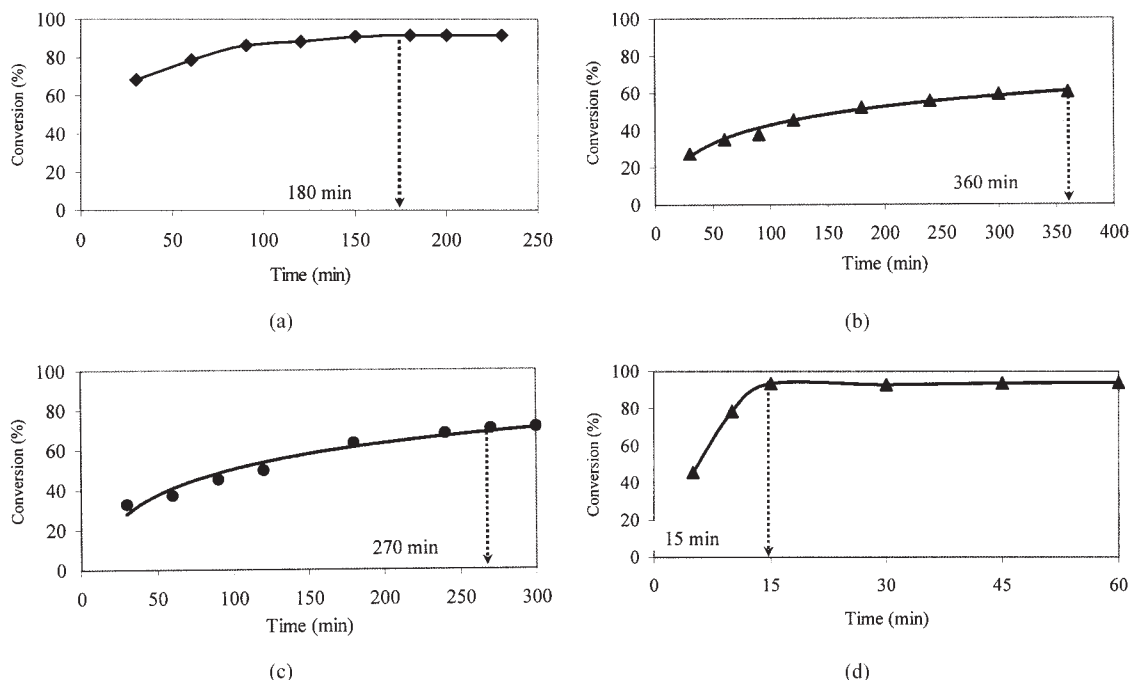 100
80
60
40
20
0
Conversion (%)
180 min
0 50 100 150 200 250
Time (min)
(a)
100
80
60
40
20
0
Conversion (%)
360 min
0 50 100 150 200 250 300 350 400
Time (min)
(b)
100
80
60
40
20
0
Conversion (%)
270 min
0 50 100 150 200 250 300
Time (min)
(c)
100
80
60
40
20
0
Conversion (%)
15 min
0 15 30 45 60
Time (min)
(d)